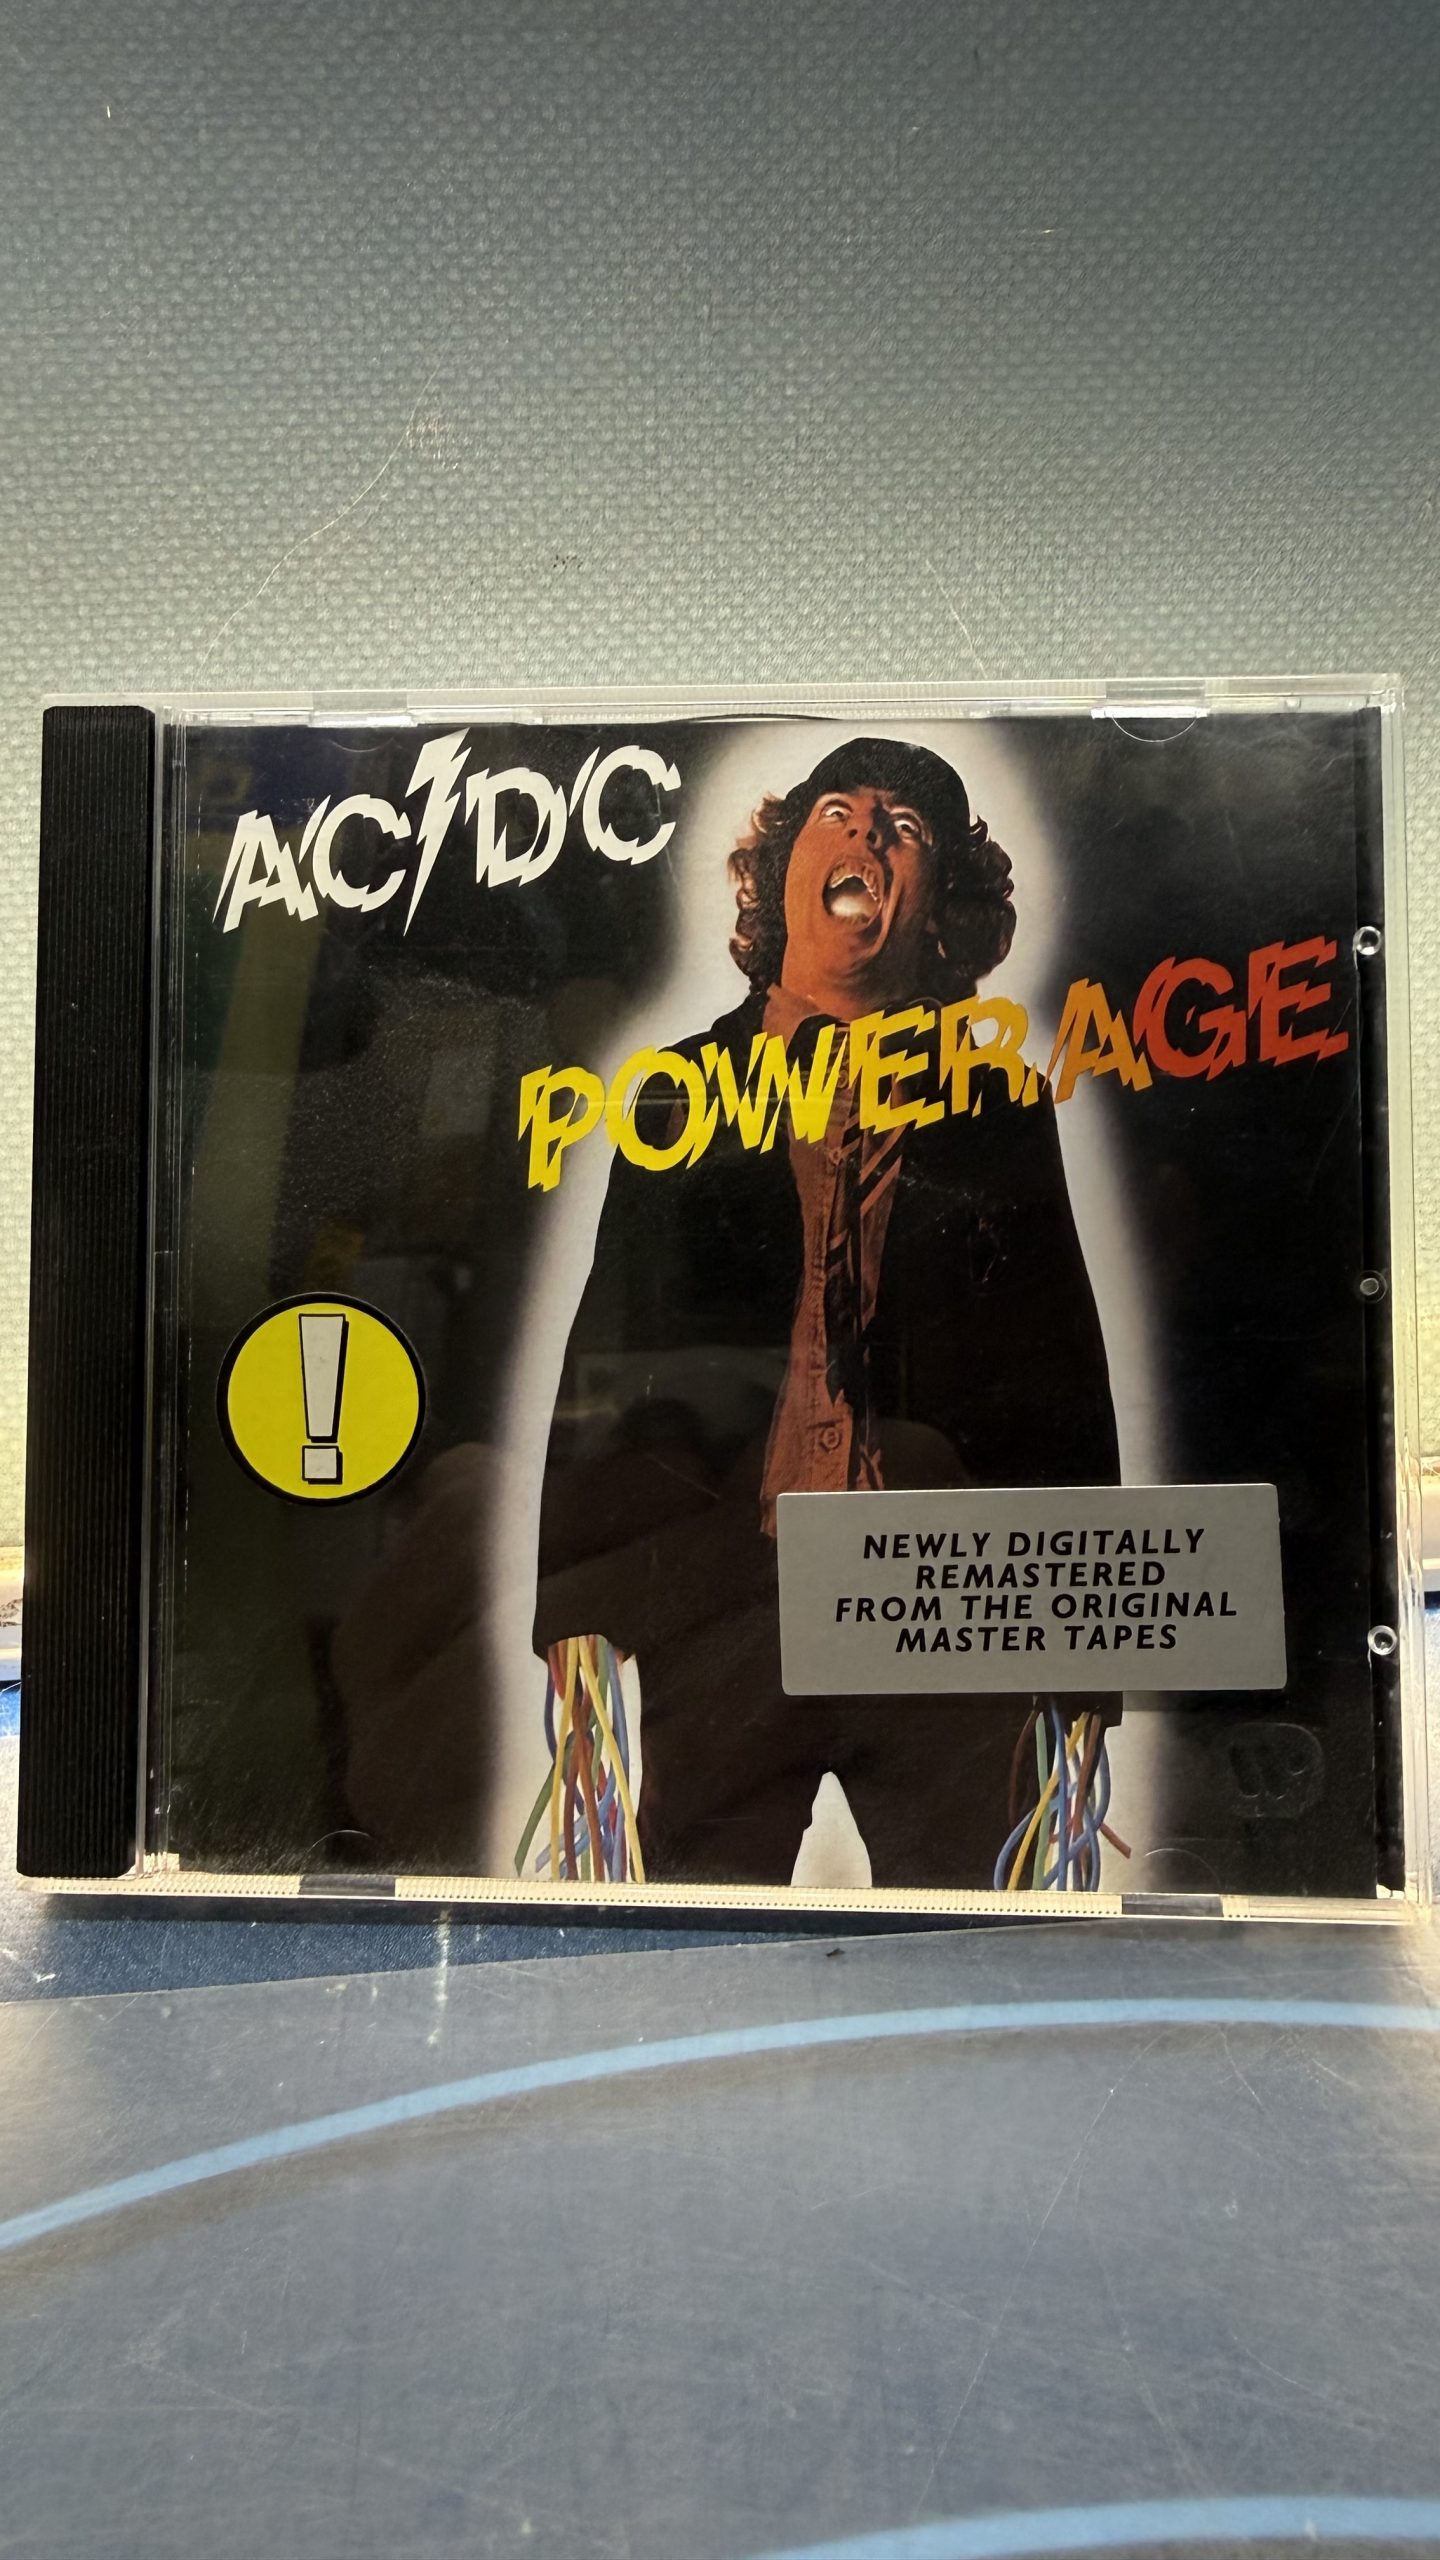 AC/DC
POWERAGE
!
NEWLY DIGITALLY
REMASTERED
FROM THE ORIGINAL
MASTER TAPES